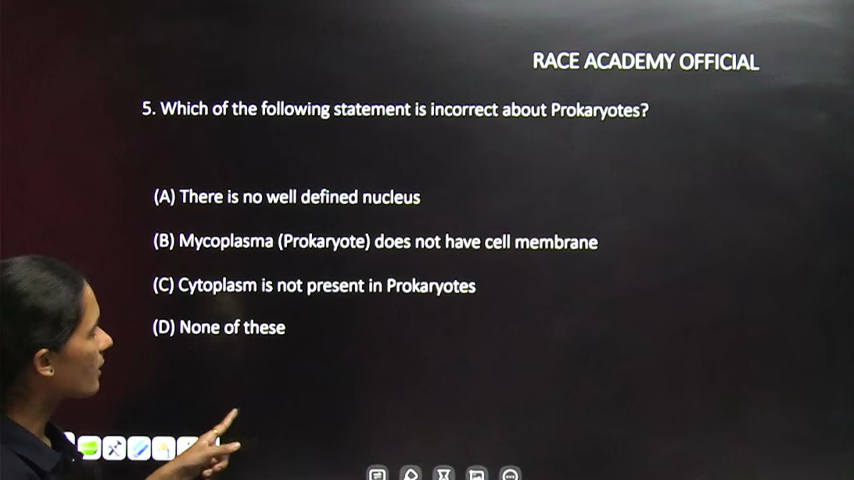 RACE ACADEMY OFFICIAL
5. Which of the following statement is incorrect about Prokaryotes?
(A) There is no well defined nucleus
(B) Mycoplasma (Prokaryote) does not have cell membrane
(C) Cytoplasm is not present in Prokaryotes
(D) None of these